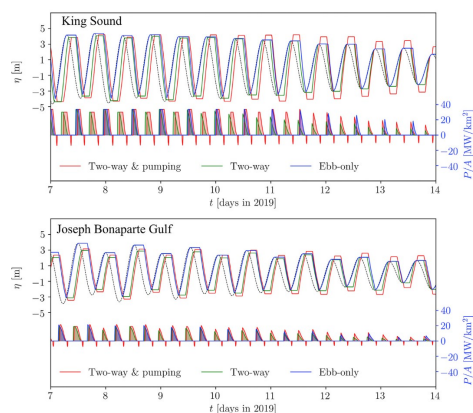 King Sound
5
3
1
−1
−3
−5
η [m]
40
20
0
−20
−40
P/A [MW/km²]
Two-way & pumping Two-way Ebb-only
7 8 9 10 11 12 13 14
t [days in 2019]
Joseph Bonaparte Gulf
5
3
1
−1
−3
−5
η [m]
40
20
0
−20
−40
P/A [MW/km²]
Two-way & pumping Two-way Ebb-only
7 8 9 10 11 12 13 14
t [days in 2019]